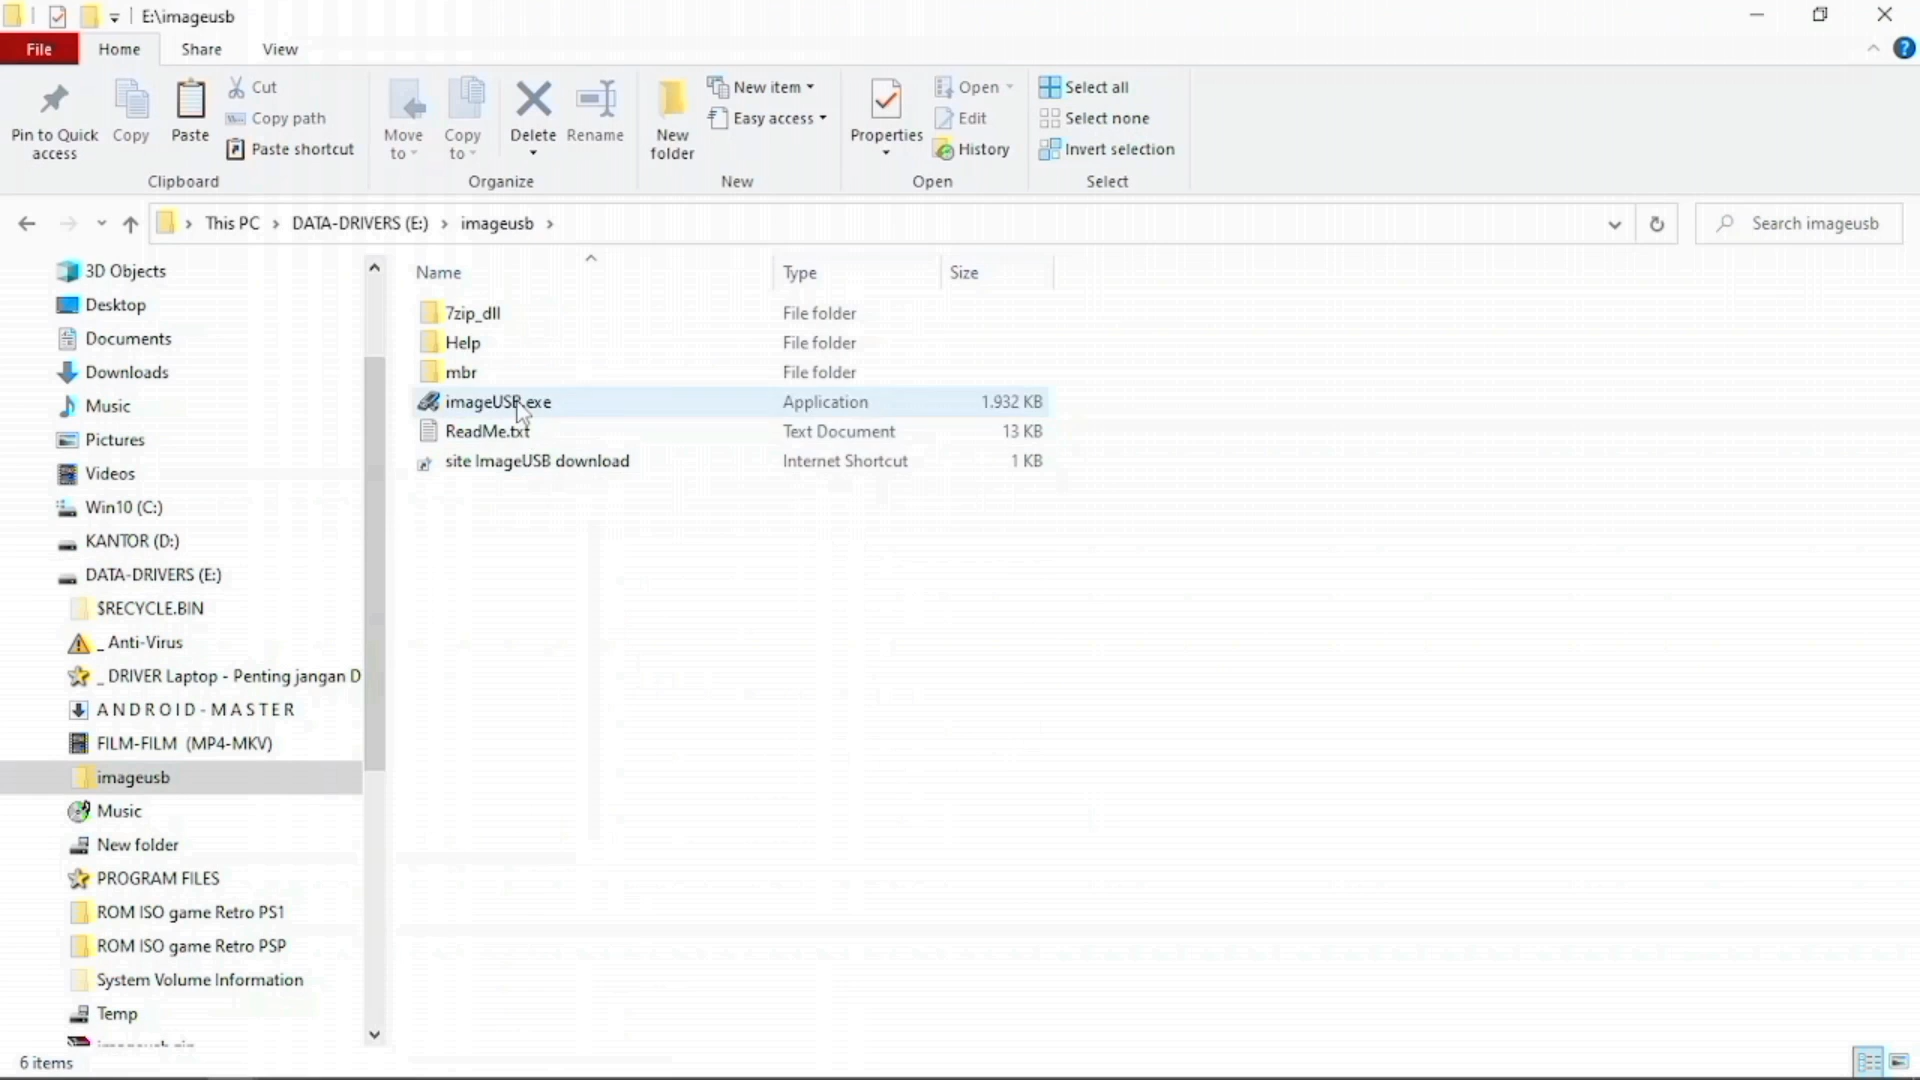 E:\imageusb
File Home Share View
Pin to Quick access
Copy
Paste
Cut
Copy path
Paste shortcut
Clipboard
Move to
Copy to
Delete
Rename
Organize
New folder
New item
Easy access
New
Properties
Open
Edit
History
Open
Select all
Select none
Invert selection
Select
This PC > DATA-DRIVERS (E:) > imageusb >
Search imageusb
3D Objects
Desktop
Documents
Downloads
Music
Pictures
Videos
Win10 (C:)
KANTOR (D:)
DATA-DRIVERS (E:)
$RECYCLE.BIN
_ Anti-Virus
_ DRIVER Laptop - Penting jangan D
A N D R O I D - M A S T E R
FILM-FILM (MP4-MKV)
imageusb
Music
New folder
PROGRAM FILES
ROM ISO game Retro PS1
ROM ISO game Retro PSP
System Volume Information
Temp
Name Type Size
7zip_dll File folder
Help File folder
mbr File folder
imageUSB.exe Application 1.932 KB
ReadMe.txt Text Document 13 KB
site ImageUSB download Internet Shortcut 1 KB
6 items